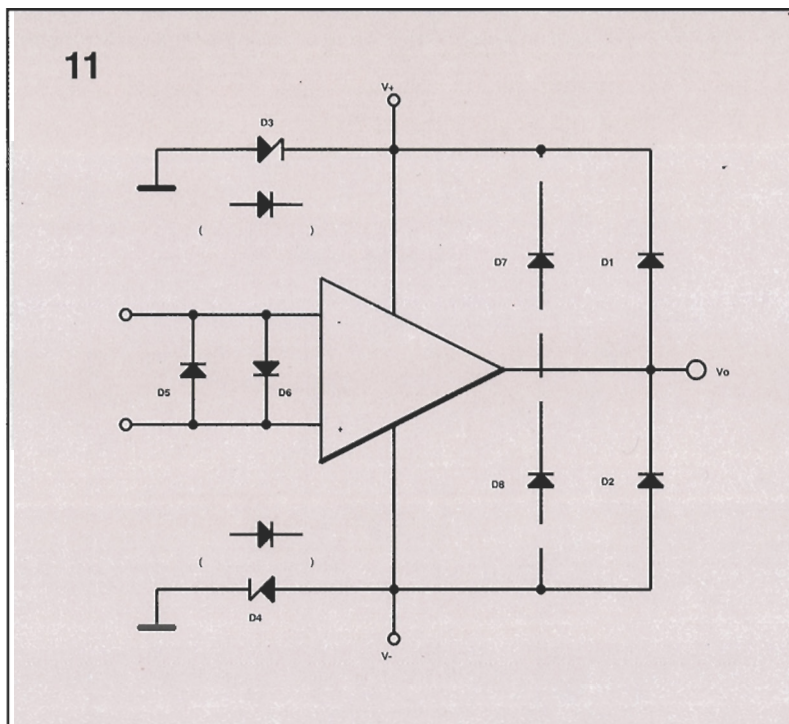 11
V+
D3
(
)
D7
D1
-
D5
D6
Vo
+
D8
D2
(
)
D4
V-